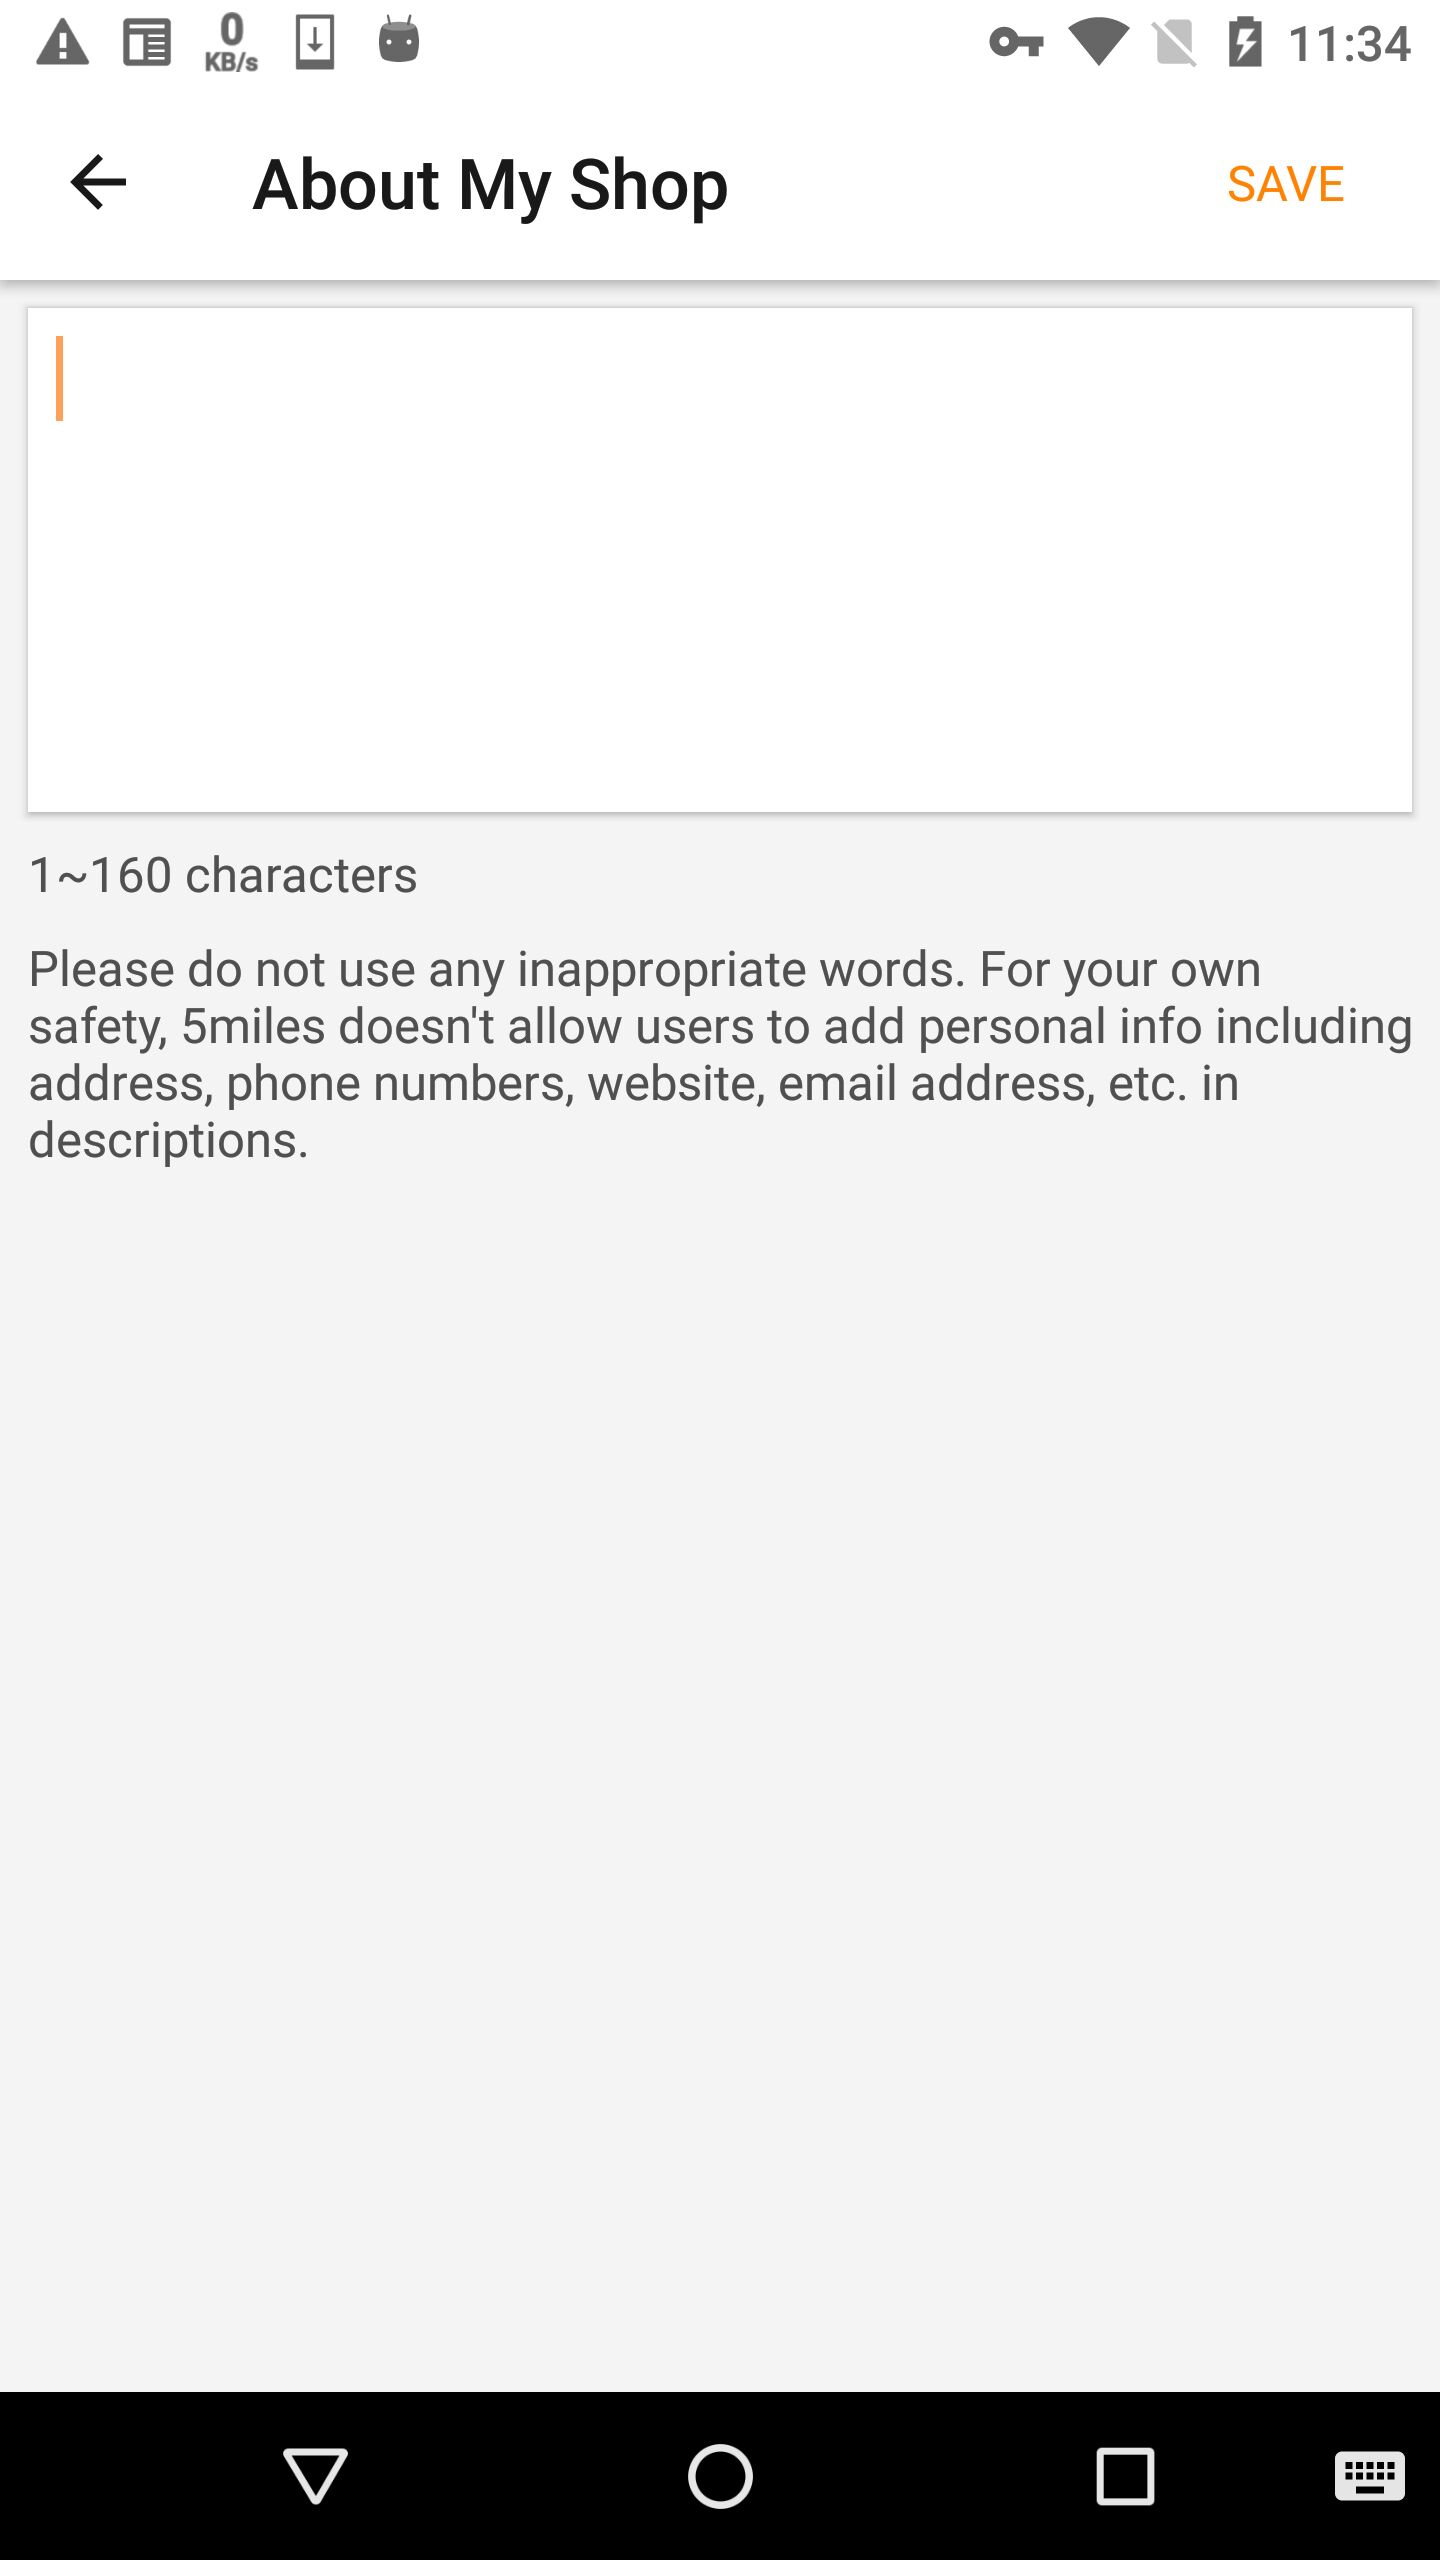 0
KB/s
11:34
About My Shop
SAVE
1~160 characters
Please do not use any inappropriate words. For your own
safety, 5miles doesn't allow users to add personal info including
address, phone numbers, website, email address, etc. in
descriptions.